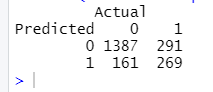 Actual
Predicted 0 1
0 1387 291
1 161 269
>